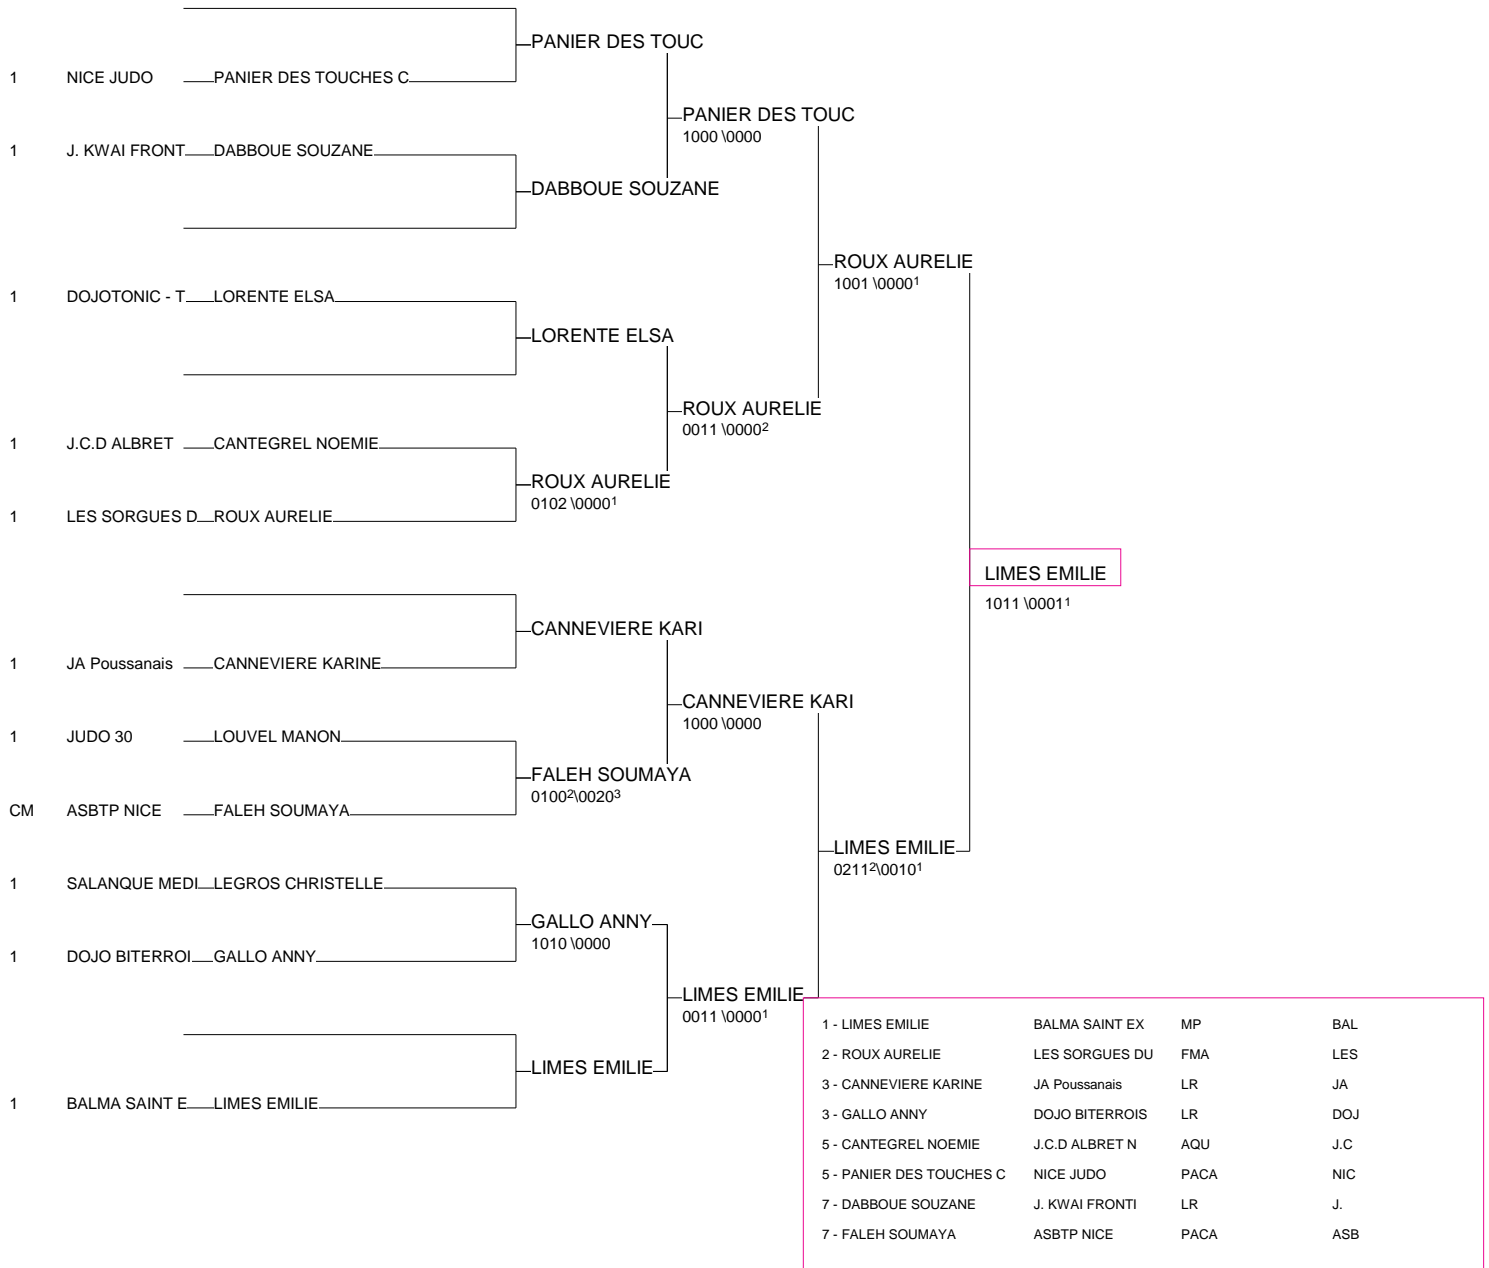 PANIER DES TOUC
1 NICE JUDO PANIER DES TOUCHES C
PANIER DES TOUC
1000 \0000
1 J. KWAI FRONT DABBOUE SOUZANE
DABBOUE SOUZANE
ROUX AURELIE
1001 \0000¹
1 DOJOTONIC - T LORENTE ELSA
LORENTE ELSA
ROUX AURELIE
0011 \0000²
1 J.C.D ALBRET CANTEGREL NOEMIE
ROUX AURELIE
0102 \0000¹
1 LES SORGUES D ROUX AURELIE
LIMES EMILIE
1011 \0001¹
CANNEVIERE KARI
1 JA Poussanais CANNEVIERE KARINE
CANNEVIERE KARI
1000 \0000
1 JUDO 30 LOUVEL MANON
FALEH SOUMAYA
0100²\0020³
CM ASBTP NICE FALEH SOUMAYA
LIMES EMILIE
0211²\0010¹
1 SALANQUE MEDI LEGROS CHRISTELLE
GALLO ANNY
1010 \0000
1 DOJO BITERROI GALLO ANNY
LIMES EMILIE
0011 \0000¹
LIMES EMILIE
1 BALMA SAINT E LIMES EMILIE
1 - LIMES EMILIE BALMA SAINT EX MP BAL
2 - ROUX AURELIE LES SORGUES DU FMA LES
3 - CANNEVIERE KARINE JA Poussanais LR JA
3 - GALLO ANNY DOJO BITERROIS LR DOJ
5 - CANTEGREL NOEMIE J.C.D ALBRET N AQU J.C
5 - PANIER DES TOUCHES C NICE JUDO PACA NIC
7 - DABBOUE SOUZANE J. KWAI FRONTI LR J.
7 - FALEH SOUMAYA ASBTP NICE PACA ASB